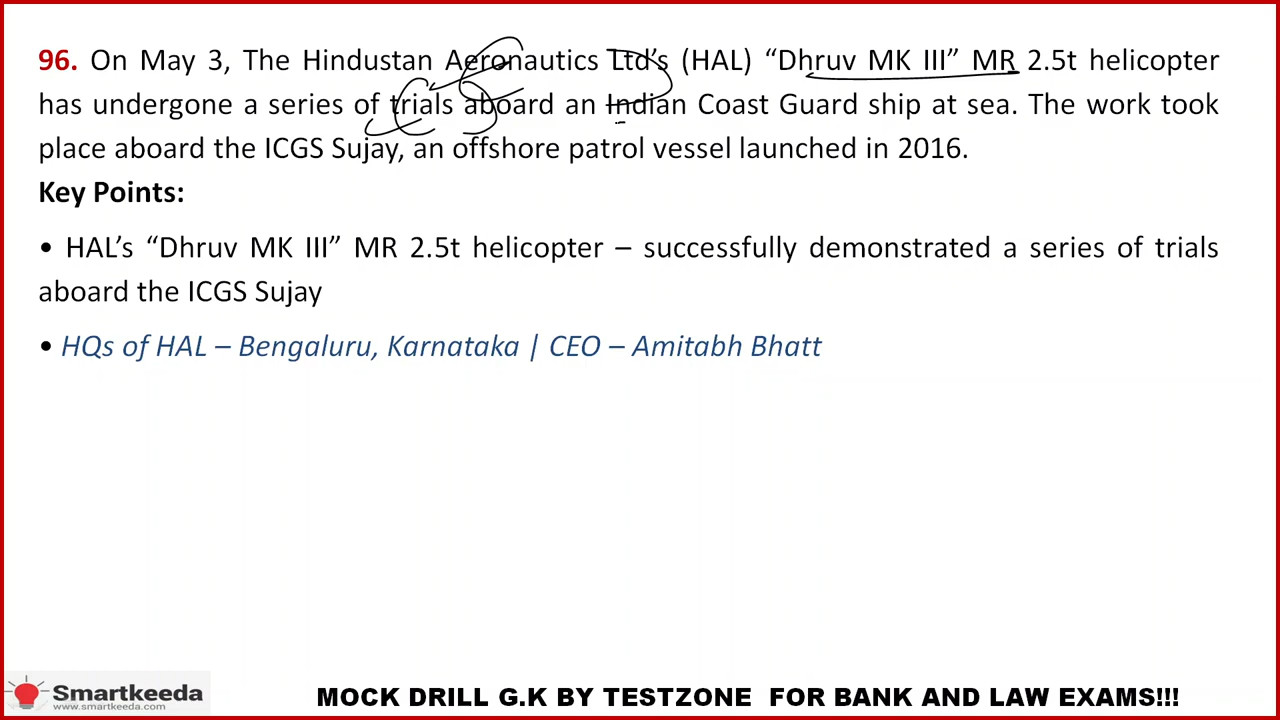 96. On May 3, The Hindustan Aeronautics Ltd’s (HAL) “Dhruv MK III” MR 2.5t helicopter
has undergone a series of trials aboard an Indian Coast Guard ship at sea. The work took
place aboard the ICGS Sujay, an offshore patrol vessel launched in 2016.
Key Points:
• HAL’s “Dhruv MK III” MR 2.5t helicopter – successfully demonstrated a series of trials
aboard the ICGS Sujay
• HQs of HAL – Bengaluru, Karnataka | CEO – Amitabh Bhatt
Smartkeeda
www.smartkeeda.com
MOCK DRILL G.K BY TESTZONE FOR BANK AND LAW EXAMS!!!